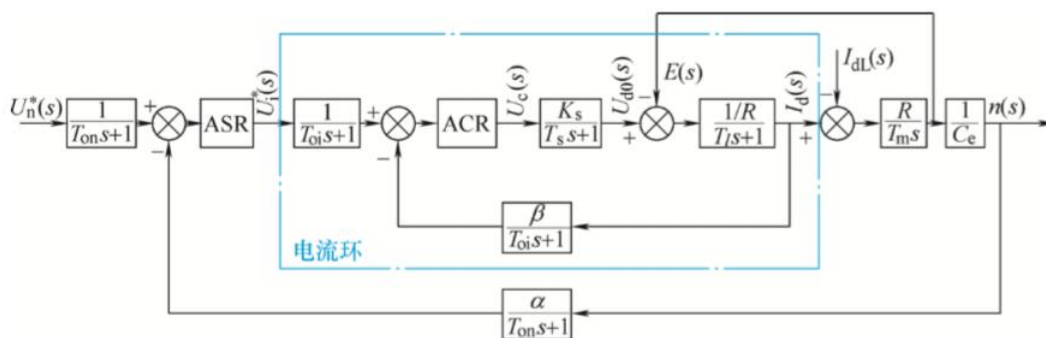 U*n(s)
1
Tons+1
+
−
ASR
U*i(s)
1
Tois+1
+
−
ACR
Uc(s)
Ks
Tss+1
Ud0(s)
+
−
E(s)
1/R
Tls+1
Id(s)
+
−
IdL(s)
R
Tms
1
Ce
n(s)
β
Tois+1
电流环
α
Tons+1